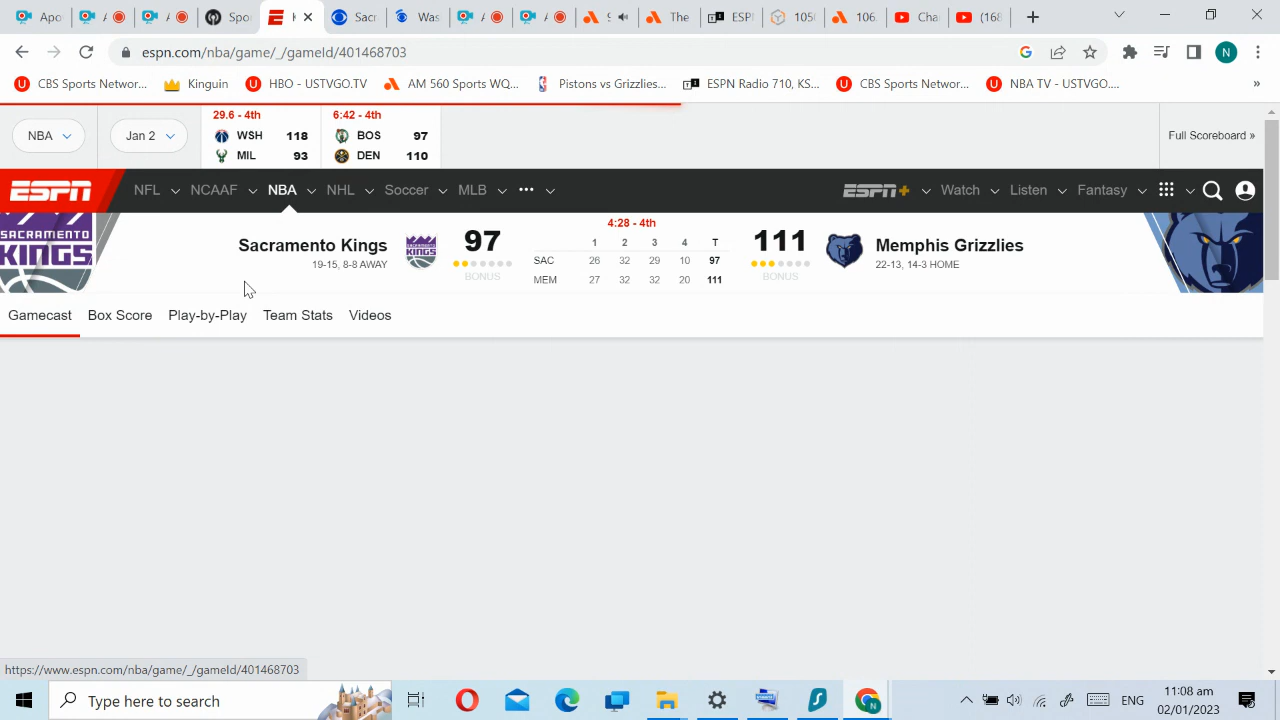 Apo
Spo
Sacr
Was
The
ESP
105
106.
Cha
(168
espn.com/nba/game/_/gameId/401468703
N
CBS Sports Networ...
Kinguin
HBO - USTVGO.TV
AM 560 Sports WQ...
Pistons vs Grizzlies...
ESPN Radio 710, KS...
CBS Sports Networ...
NBA TV - USTVGO....
»
NBA
Jan 2
29.6 - 4th
WSH 118
MIL 93
6:42 - 4th
BOS 97
DEN 110
Full Scoreboard »
ESPN NFL NCAAF NBA NHL Soccer MLB ••• ESPN+ Watch Listen Fantasy
SACRAMENTO
KINGS
Sacramento Kings
19-15, 8-8 AWAY
KINGS
97
BONUS
4:28 - 4th
1 2 3 4 T
SAC 26 32 29 10 97
MEM 27 32 32 20 111
111
BONUS
Memphis Grizzlies
22-13, 14-3 HOME
Gamecast Box Score Play-by-Play Team Stats Videos
https://www.espn.com/nba/game/_/gameId/401468703
Type here to search
ENG
11:08 am
02/01/2023